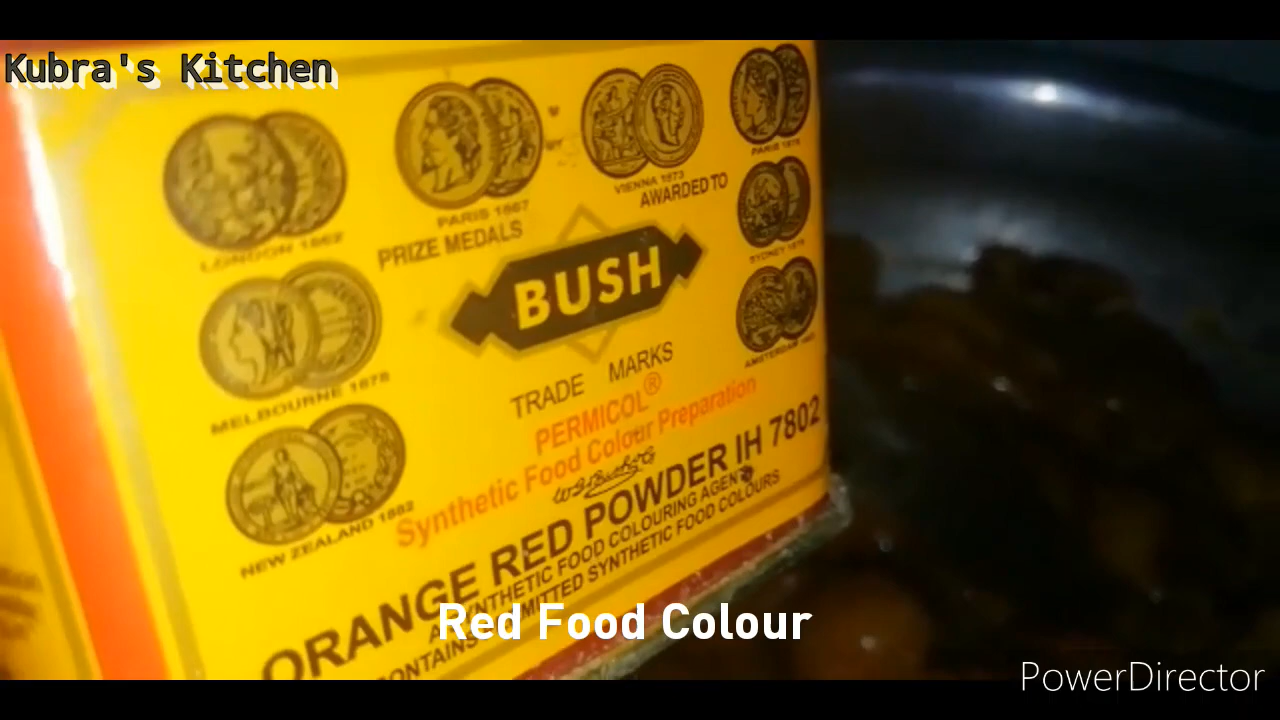 Kubra's Kitchen
LONDON 1862
PARIS 1867
VIENNA 1873
PARIS 1878
PRIZE MEDALS
AWARDED TO
SYDNEY 1879
BUSH
MELBOURNE 1878
AMSTERDAM
TRADE MARKS
PERMICOL®
Synthetic Food Colour Preparation
NEW ZEALAND 1882
ORANGE RED POWDER IH 7802
SYNTHETIC FOOD COLOURING AGENT
CONTAINS PERMITTED SYNTHETIC FOOD COLOURS
Red Food Colour
PowerDirector